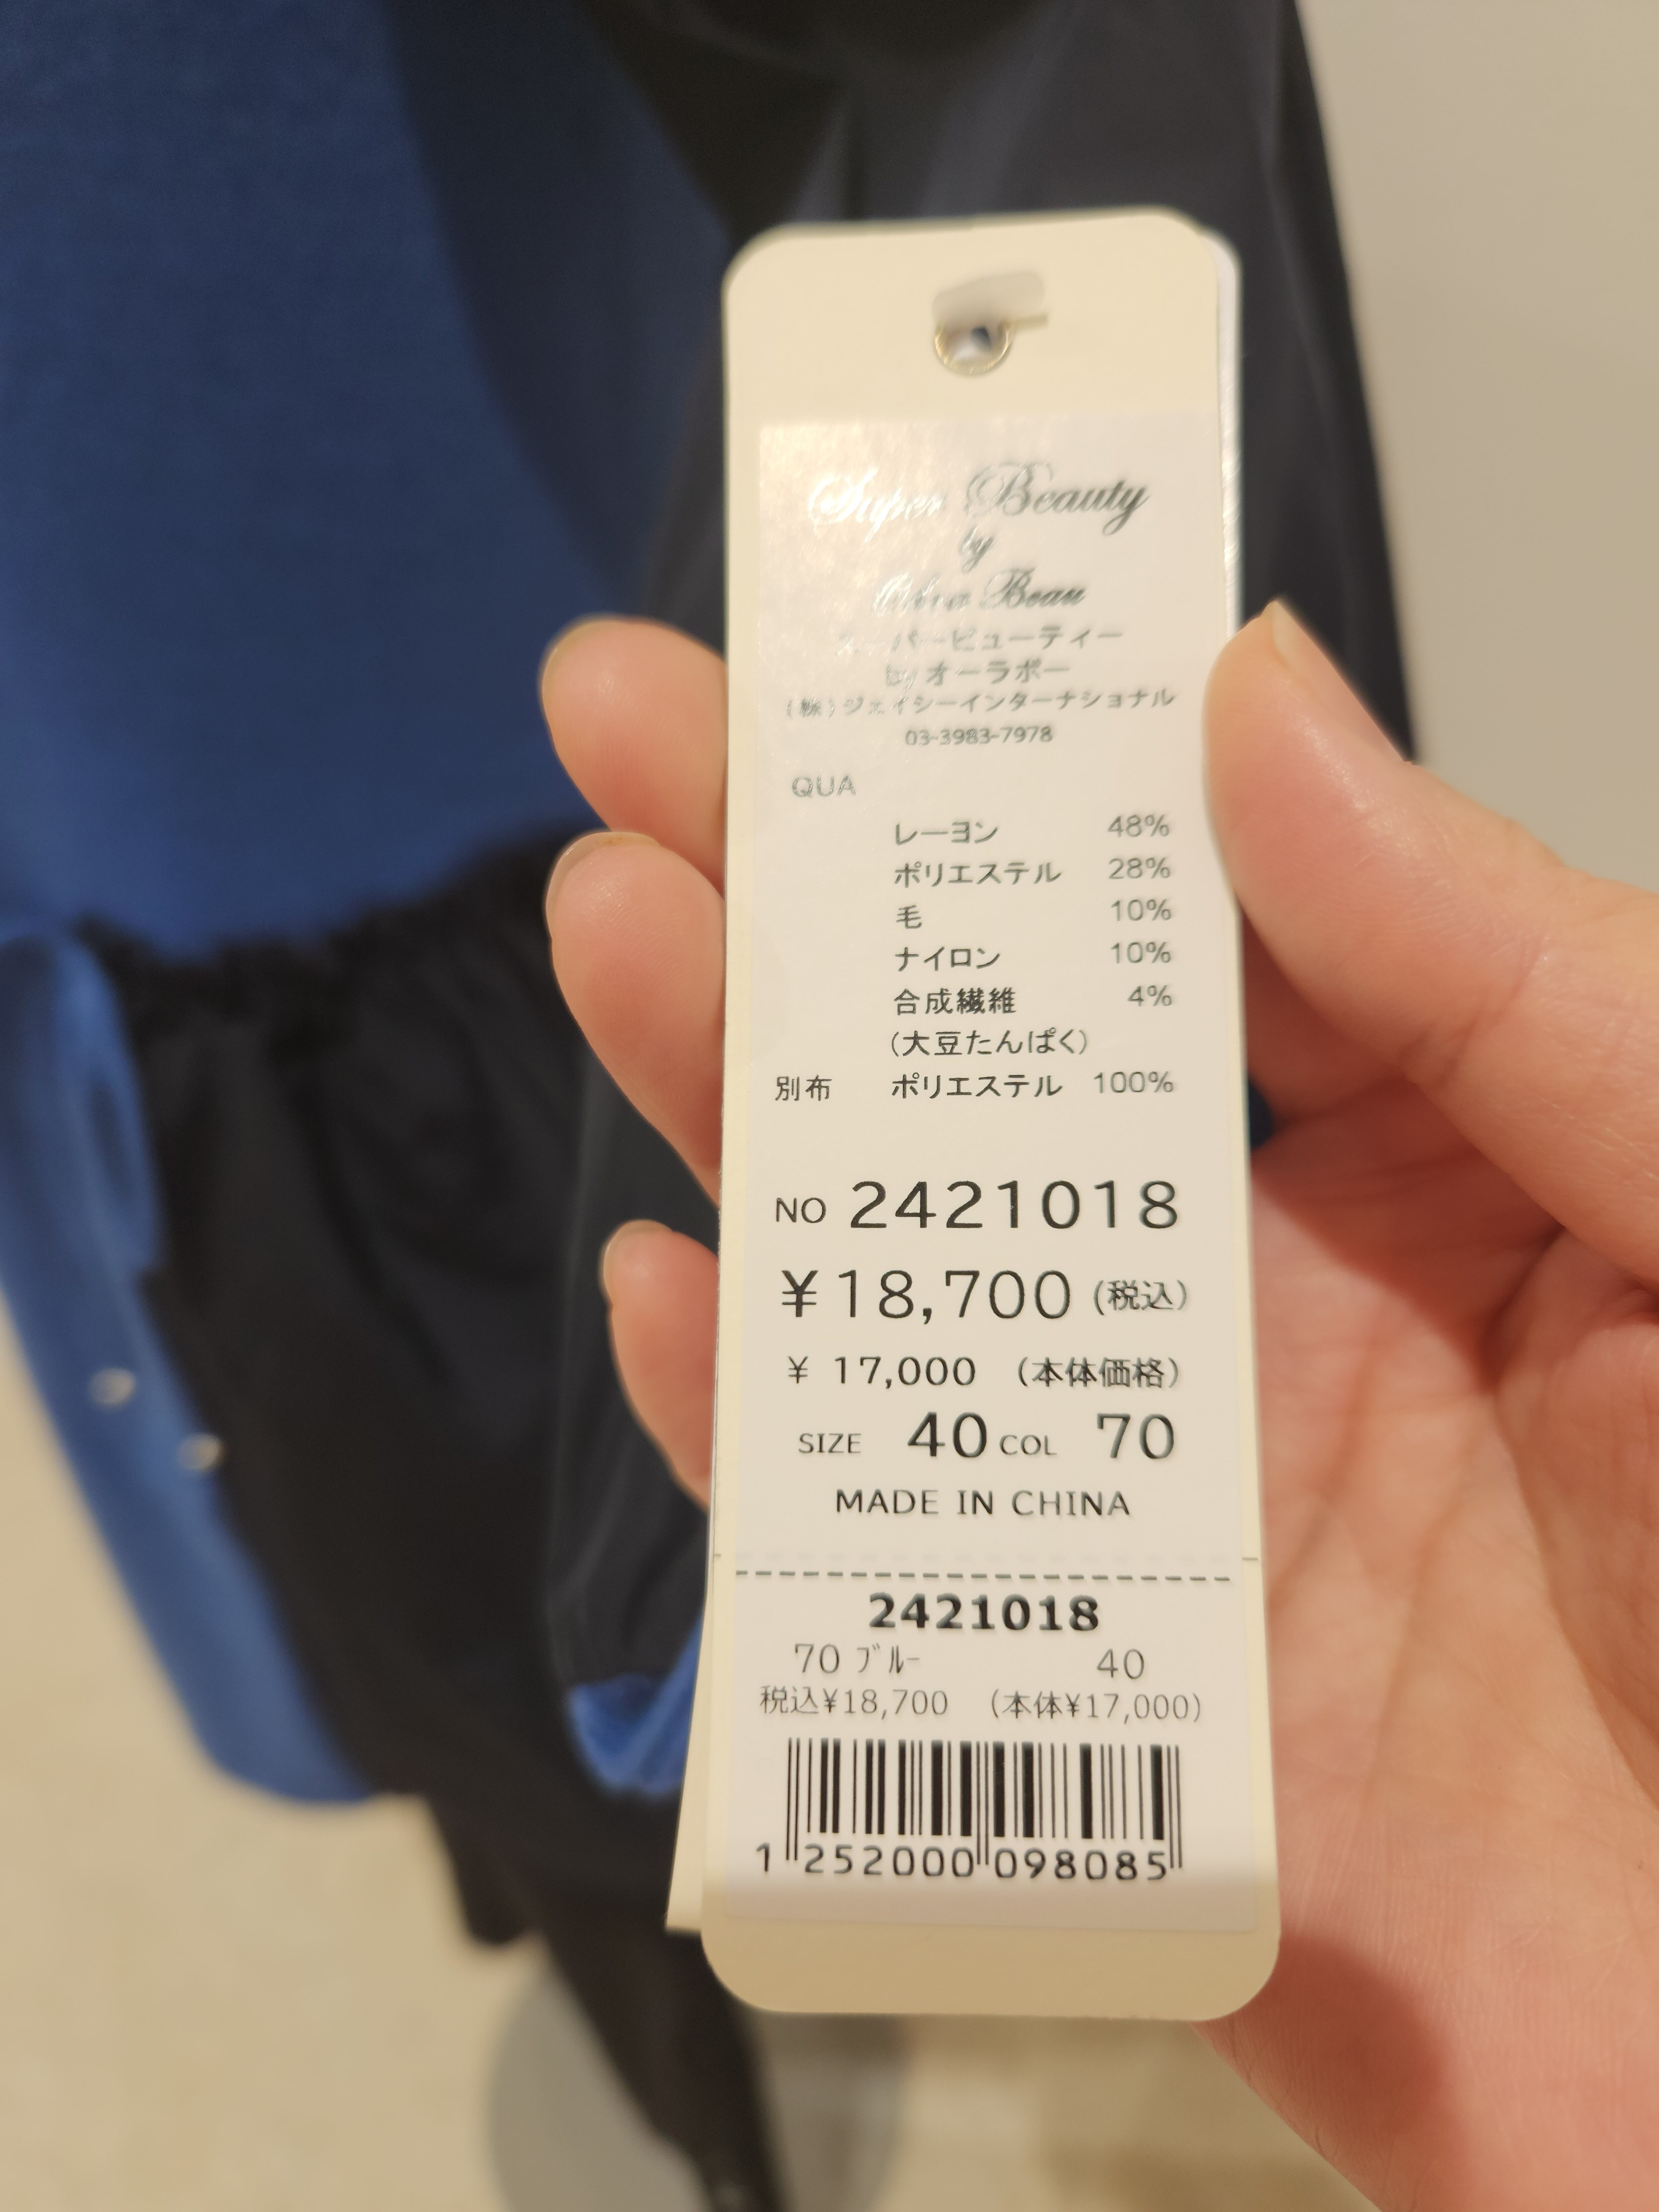 Super Beauty
by
Beau
スーパービューティー
by オーラボー
(株)ジェイシーインターナショナル
03-3983-7978
QUA
レーヨン 48%
ポリエステル 28%
毛 10%
ナイロン 10%
合成繊維 4%
(大豆たんぱく)
別布 ポリエステル 100%
NO 2421018
¥18,700 (税込)
¥ 17,000 (本体価格)
SIZE 40 COL 70
MADE IN CHINA
2421018
70 ﾌﾞﾙｰ 40
税込¥18,700 (本体¥17,000)
1 252000 098085